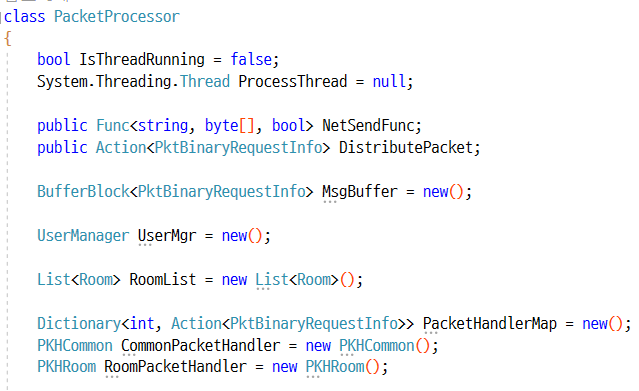 class PacketProcessor
{
bool IsThreadRunning = false;
System.Threading.Thread ProcessThread = null;
public Func<string, byte[], bool> NetSendFunc;
public Action<PktBinaryRequestInfo> DistributePacket;
BufferBlock<PktBinaryRequestInfo> MsgBuffer = new();
UserManager UserMgr = new();
List<Room> RoomList = new List<Room>();
Dictionary<int, Action<PktBinaryRequestInfo>> PacketHandlerMap = new();
PKHCommon CommonPacketHandler = new PKHCommon();
PKHRoom RoomPacketHandler = new PKHRoom();